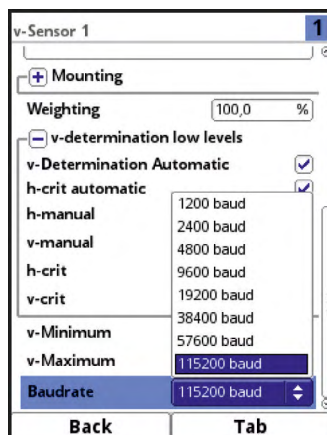 v-Sensor 1 1
Mounting
Weighting 100,0 %
v-determination low levels
v-Determination Automatic
h-crit automatic
h-manual
v-manual
h-crit
v-crit
v-Minimum
v-Maximum
1200 baud
2400 baud
4800 baud
9600 baud
19200 baud
38400 baud
57600 baud
115200 baud
Baudrate 115200 baud
Back Tab